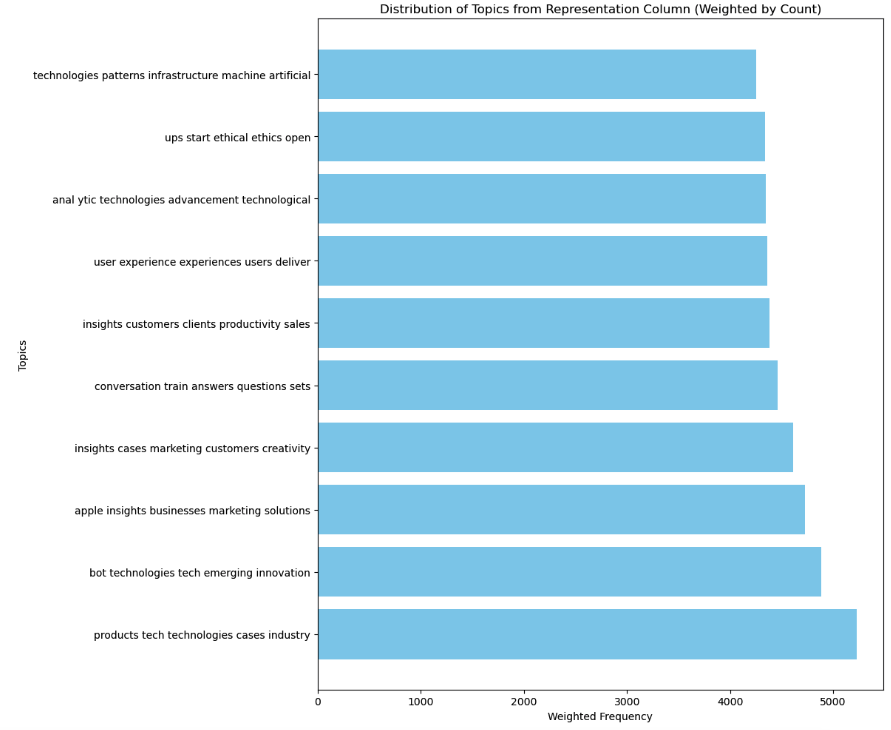 Distribution of Topics from Representation Column (Weighted by Count)
technologies patterns infrastructure machine artificial
ups start ethical ethics open
anal ytic technologies advancement technological
user experience experiences users deliver
insights customers clients productivity sales
Topics
conversation train answers questions sets
insights cases marketing customers creativity
apple insights businesses marketing solutions
bot technologies tech emerging innovation
products tech technologies cases industry
0 1000 2000 3000 4000 5000
Weighted Frequency